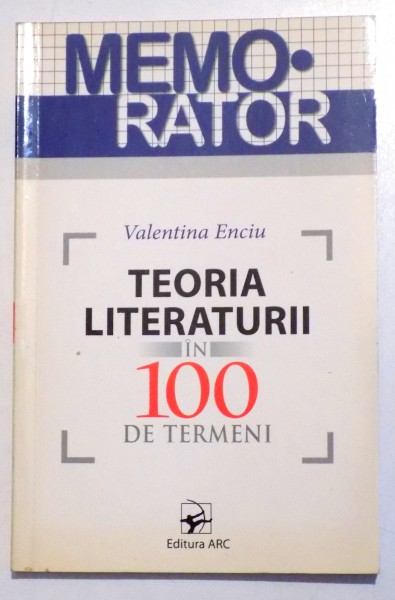 MEMO•
RATOR
Valentina Enciu
TEORIA
LITERATURII
ÎN
100
DE TERMENI
Editura ARC